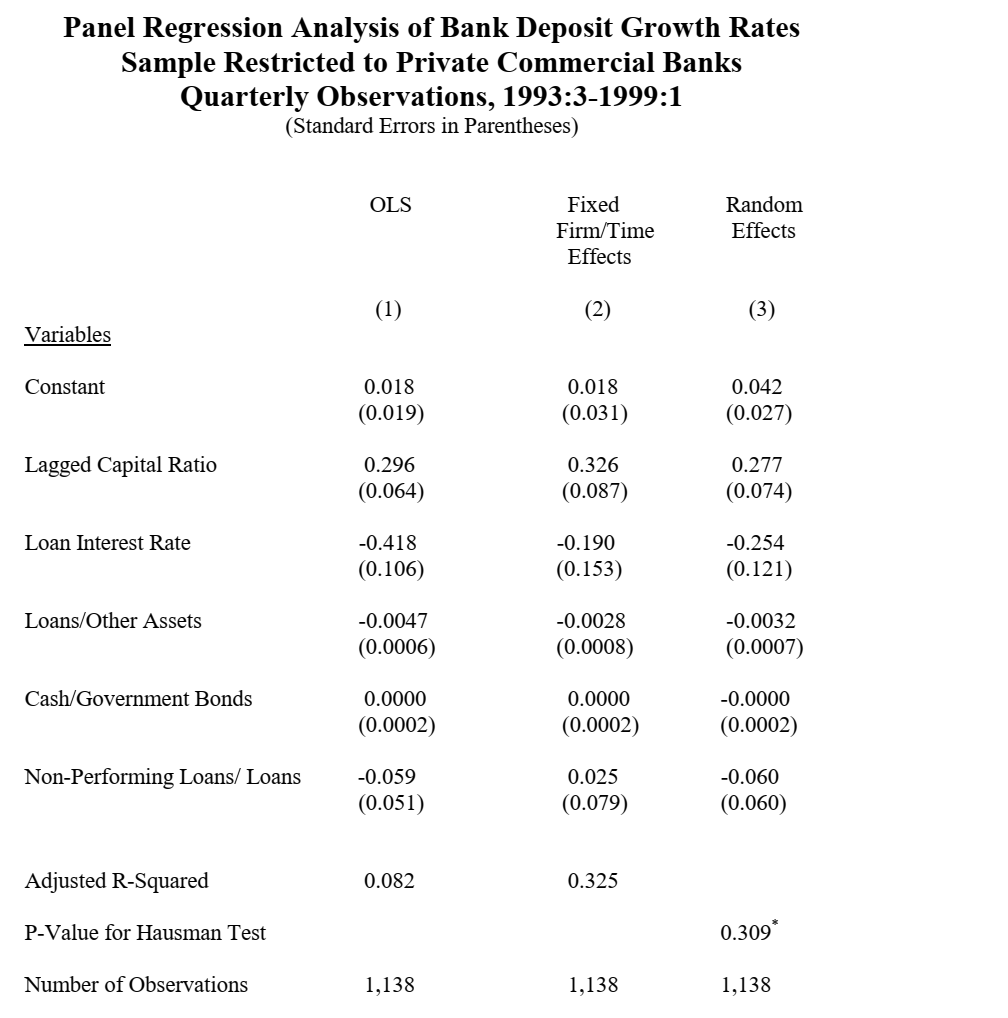 Panel Regression Analysis of Bank Deposit Growth Rates
Sample Restricted to Private Commercial Banks
Quarterly Observations, 1993:3-1999:1
(Standard Errors in Parentheses)
OLS Fixed Random
Firm/Time Effects
Effects
(1) (2) (3)
Variables
Constant 0.018 0.018 0.042
(0.019) (0.031) (0.027)
Lagged Capital Ratio 0.296 0.326 0.277
(0.064) (0.087) (0.074)
Loan Interest Rate -0.418 -0.190 -0.254
(0.106) (0.153) (0.121)
Loans/Other Assets -0.0047 -0.0028 -0.0032
(0.0006) (0.0008) (0.0007)
Cash/Government Bonds 0.0000 0.0000 -0.0000
(0.0002) (0.0002) (0.0002)
Non-Performing Loans/ Loans -0.059 0.025 -0.060
(0.051) (0.079) (0.060)
Adjusted R-Squared 0.082 0.325
P-Value for Hausman Test 0.309*
Number of Observations 1,138 1,138 1,138